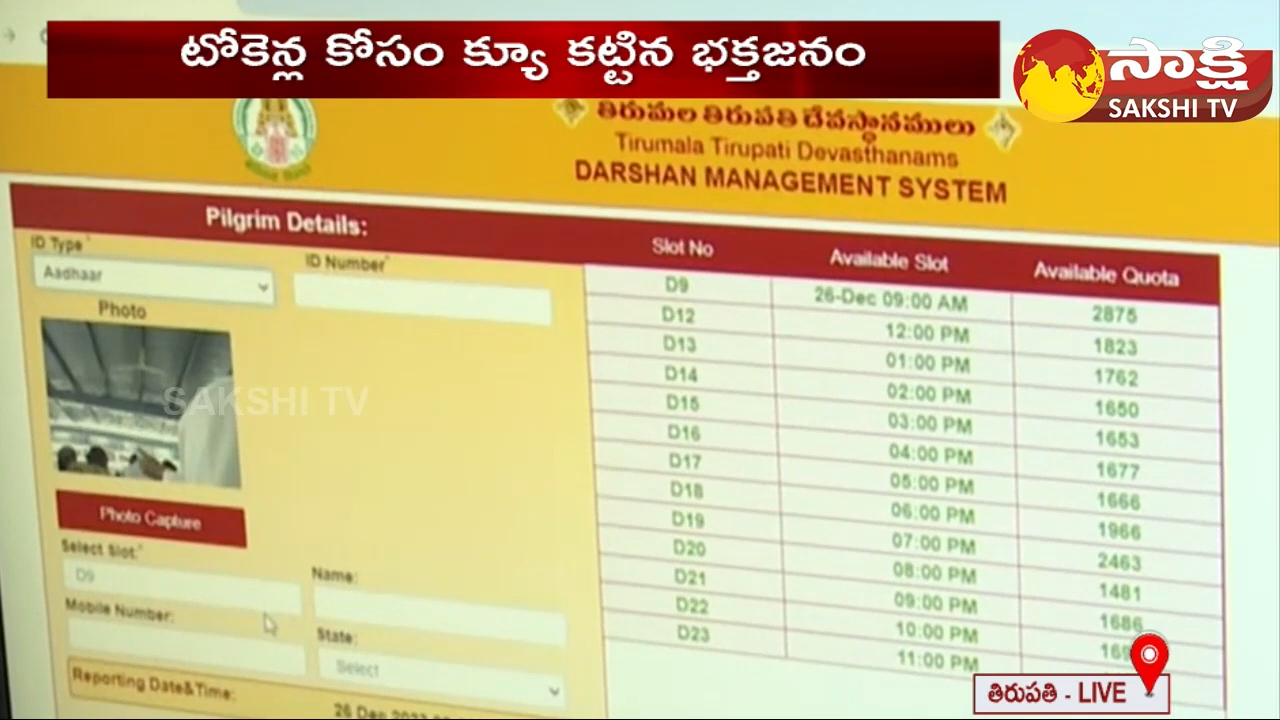 టోకెన్ల కోసం క్యూ కట్టిన భక్తజనం
సాక్షి
SAKSHI TV
తిరుమల తిరుపతి దేవస్థానములు
Tirumala Tirupati Devasthanams
DARSHAN MANAGEMENT SYSTEM
Pilgrim Details:
ID Type*
ID Number*
Aadhaar
Photo
SAKSHI TV
Photo Capture
Select Slot:*
Name:
D9
Mobile Number:
State:
Select
Reporting Date&Time:
26 Dec
Slot No Available Slot Available Quota
D9 26-Dec 09:00 AM 2875
D12 12:00 PM 1823
D13 01:00 PM 1762
D14 02:00 PM 1650
D15 03:00 PM 1653
D16 04:00 PM 1677
D17 05:00 PM 1666
D18 06:00 PM 1966
D19 07:00 PM 2463
D20 08:00 PM 1481
D21 09:00 PM 1686
D22 10:00 PM
D23 11:00 PM
తిరుపతి - LIVE